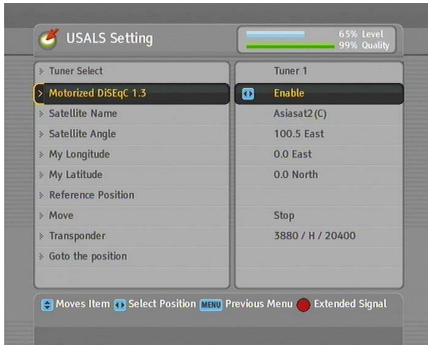 USALS Setting
65% Level
99% Quality
Tuner Select Tuner 1
Motorized DiSEqC 1.3 Enable
Satellite Name Asiasat2(C)
Satellite Angle 100.5 East
My Longitude 0.0 East
My Latitude 0.0 North
Reference Position
Move Stop
Transponder 3880 / H / 20400
Goto the position
Moves Item Select Position MENU Previous Menu Extended Signal